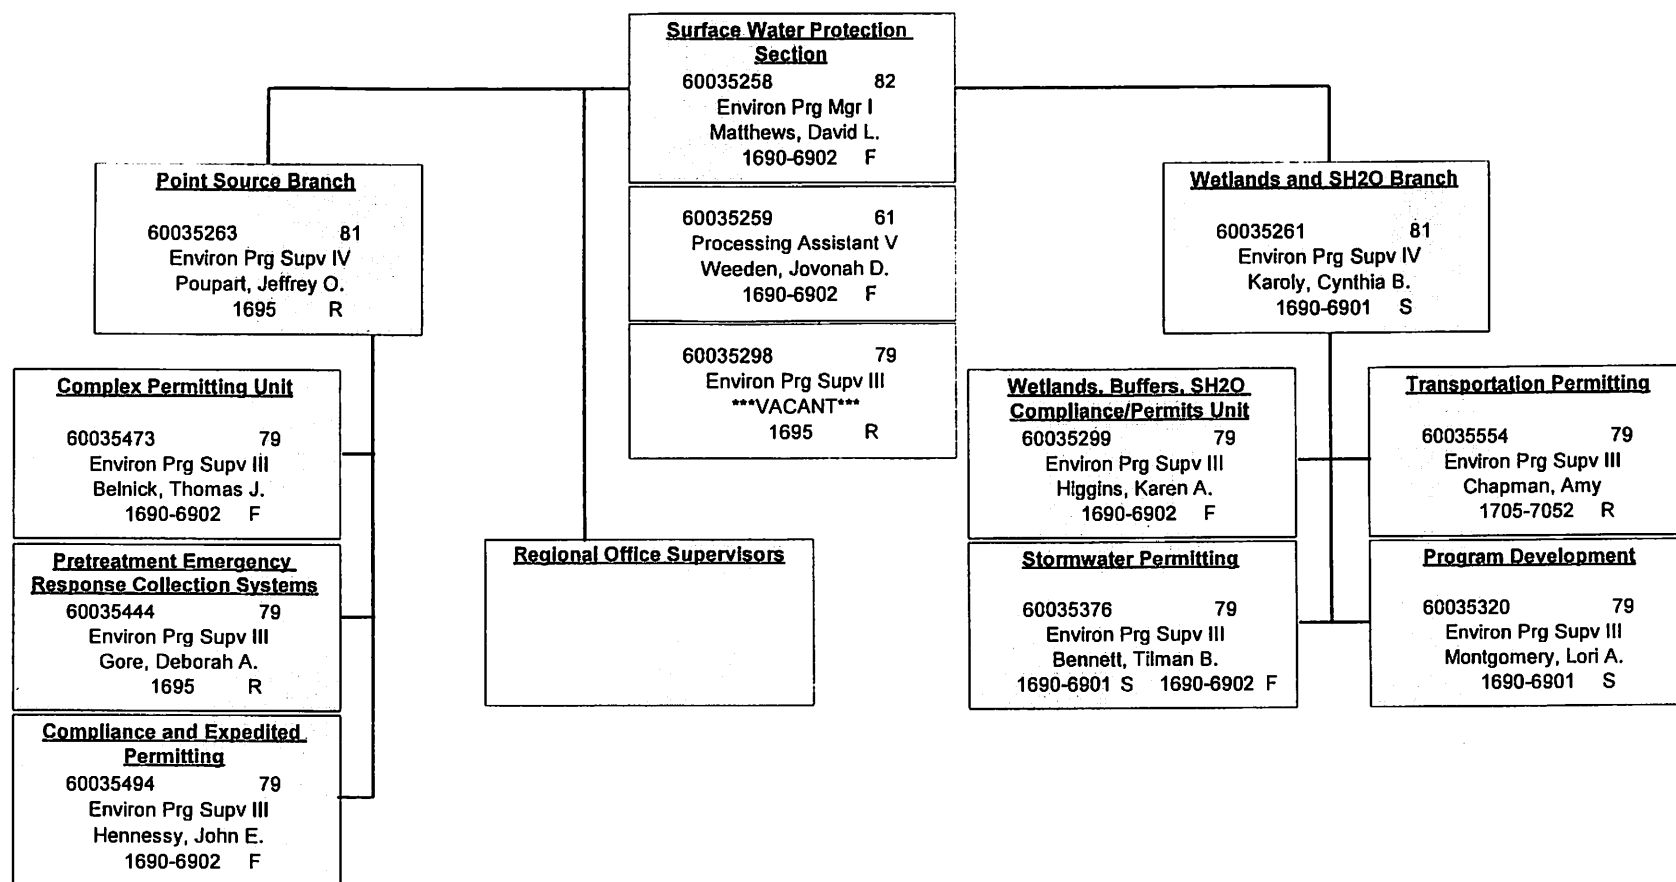 Surface Water Protection
Section
60035258 82
Environ Prg Mgr I
Matthews, David L.
1690-6902 F
60035259 61
Processing Assistant V
Weeden, Jovonah D.
1690-6902 F
60035298 79
Environ Prg Supv III
***VACANT***
1695 R
Point Source Branch
60035263 81
Environ Prg Supv IV
Poupart, Jeffrey O.
1695 R
Complex Permitting Unit
60035473 79
Environ Prg Supv III
Belnick, Thomas J.
1690-6902 F
Pretreatment Emergency
Response Collection Systems
60035444 79
Environ Prg Supv III
Gore, Deborah A.
1695 R
Compliance and Expedited
Permitting
60035494 79
Environ Prg Supv III
Hennessy, John E.
1690-6902 F
Regional Office Supervisors
Wetlands and SH2O Branch
60035261 81
Environ Prg Supv IV
Karoly, Cynthia B.
1690-6901 S
Wetlands, Buffers, SH2O
Compliance/Permits Unit
60035299 79
Environ Prg Supv III
Higgins, Karen A.
1690-6902 F
Transportation Permitting
60035554 79
Environ Prg Supv III
Chapman, Amy
1705-7052 R
Stormwater Permitting
60035376 79
Environ Prg Supv III
Bennett, Tilman B.
1690-6901 S 1690-6902 F
Program Development
60035320 79
Environ Prg Supv III
Montgomery, Lori A.
1690-6901 S